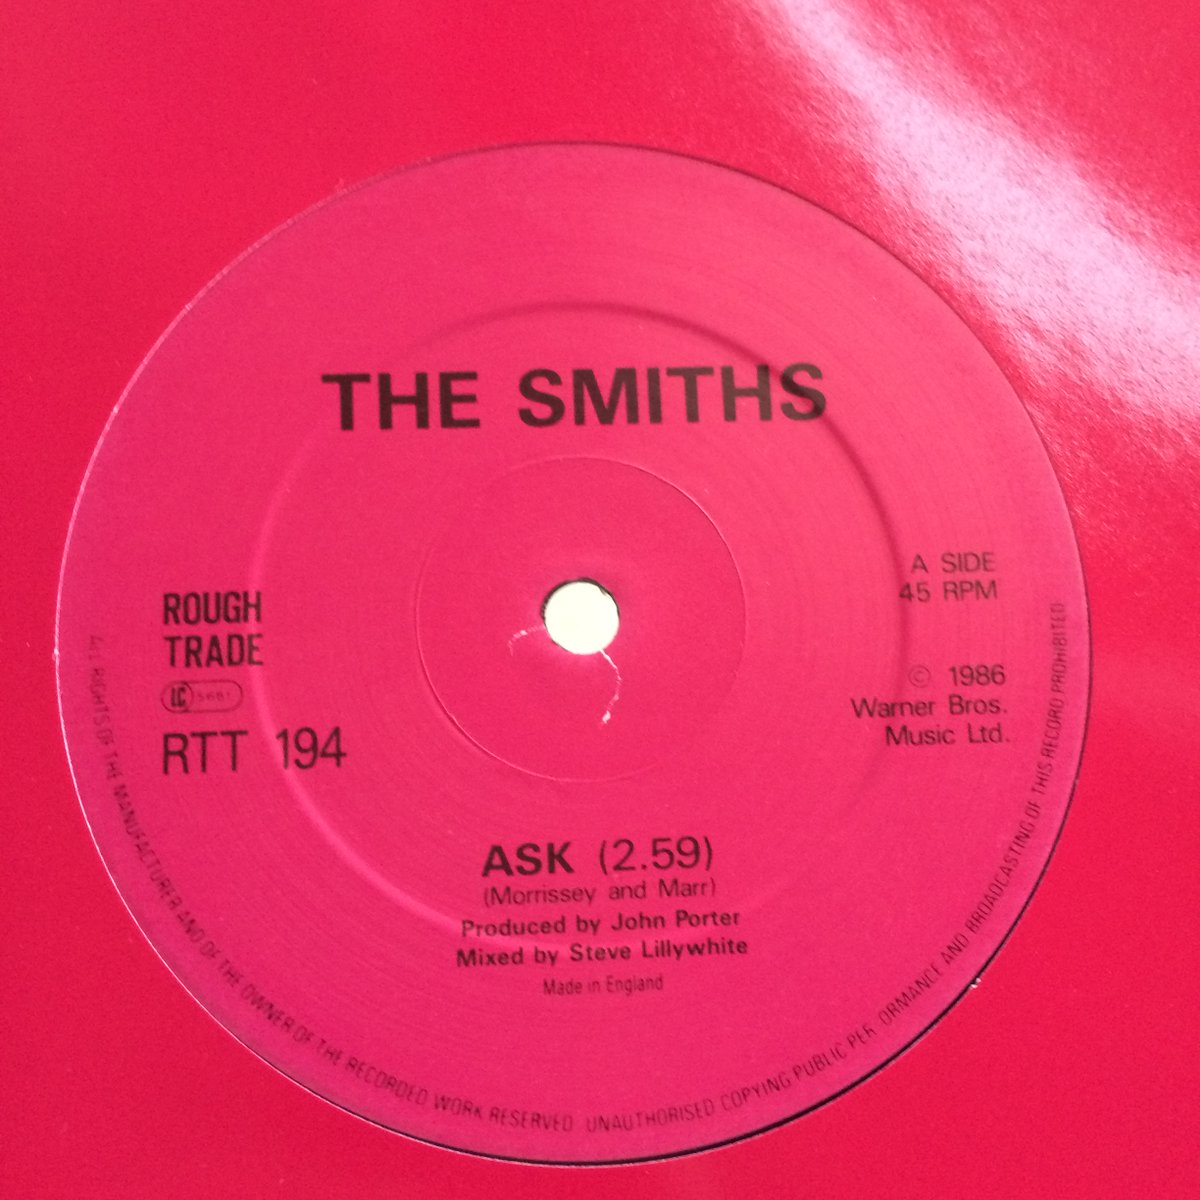 THE SMITHS
A SIDE
45 RPM
ROUGH
TRADE
LC 5661
RTT 194
© 1986
Warner Bros.
Music Ltd.
ASK (2.59)
(Morrissey and Marr)
Produced by John Porter
Mixed by Steve Lillywhite
Made in England
ALL RIGHTS OF THE MANUFACTURER AND OF THE OWNER OF THE RECORDED WORK RESERVED UNAUTHORISED COPYING PUBLIC PERFORMANCE AND BROADCASTING OF THIS RECORD PROHIBITED